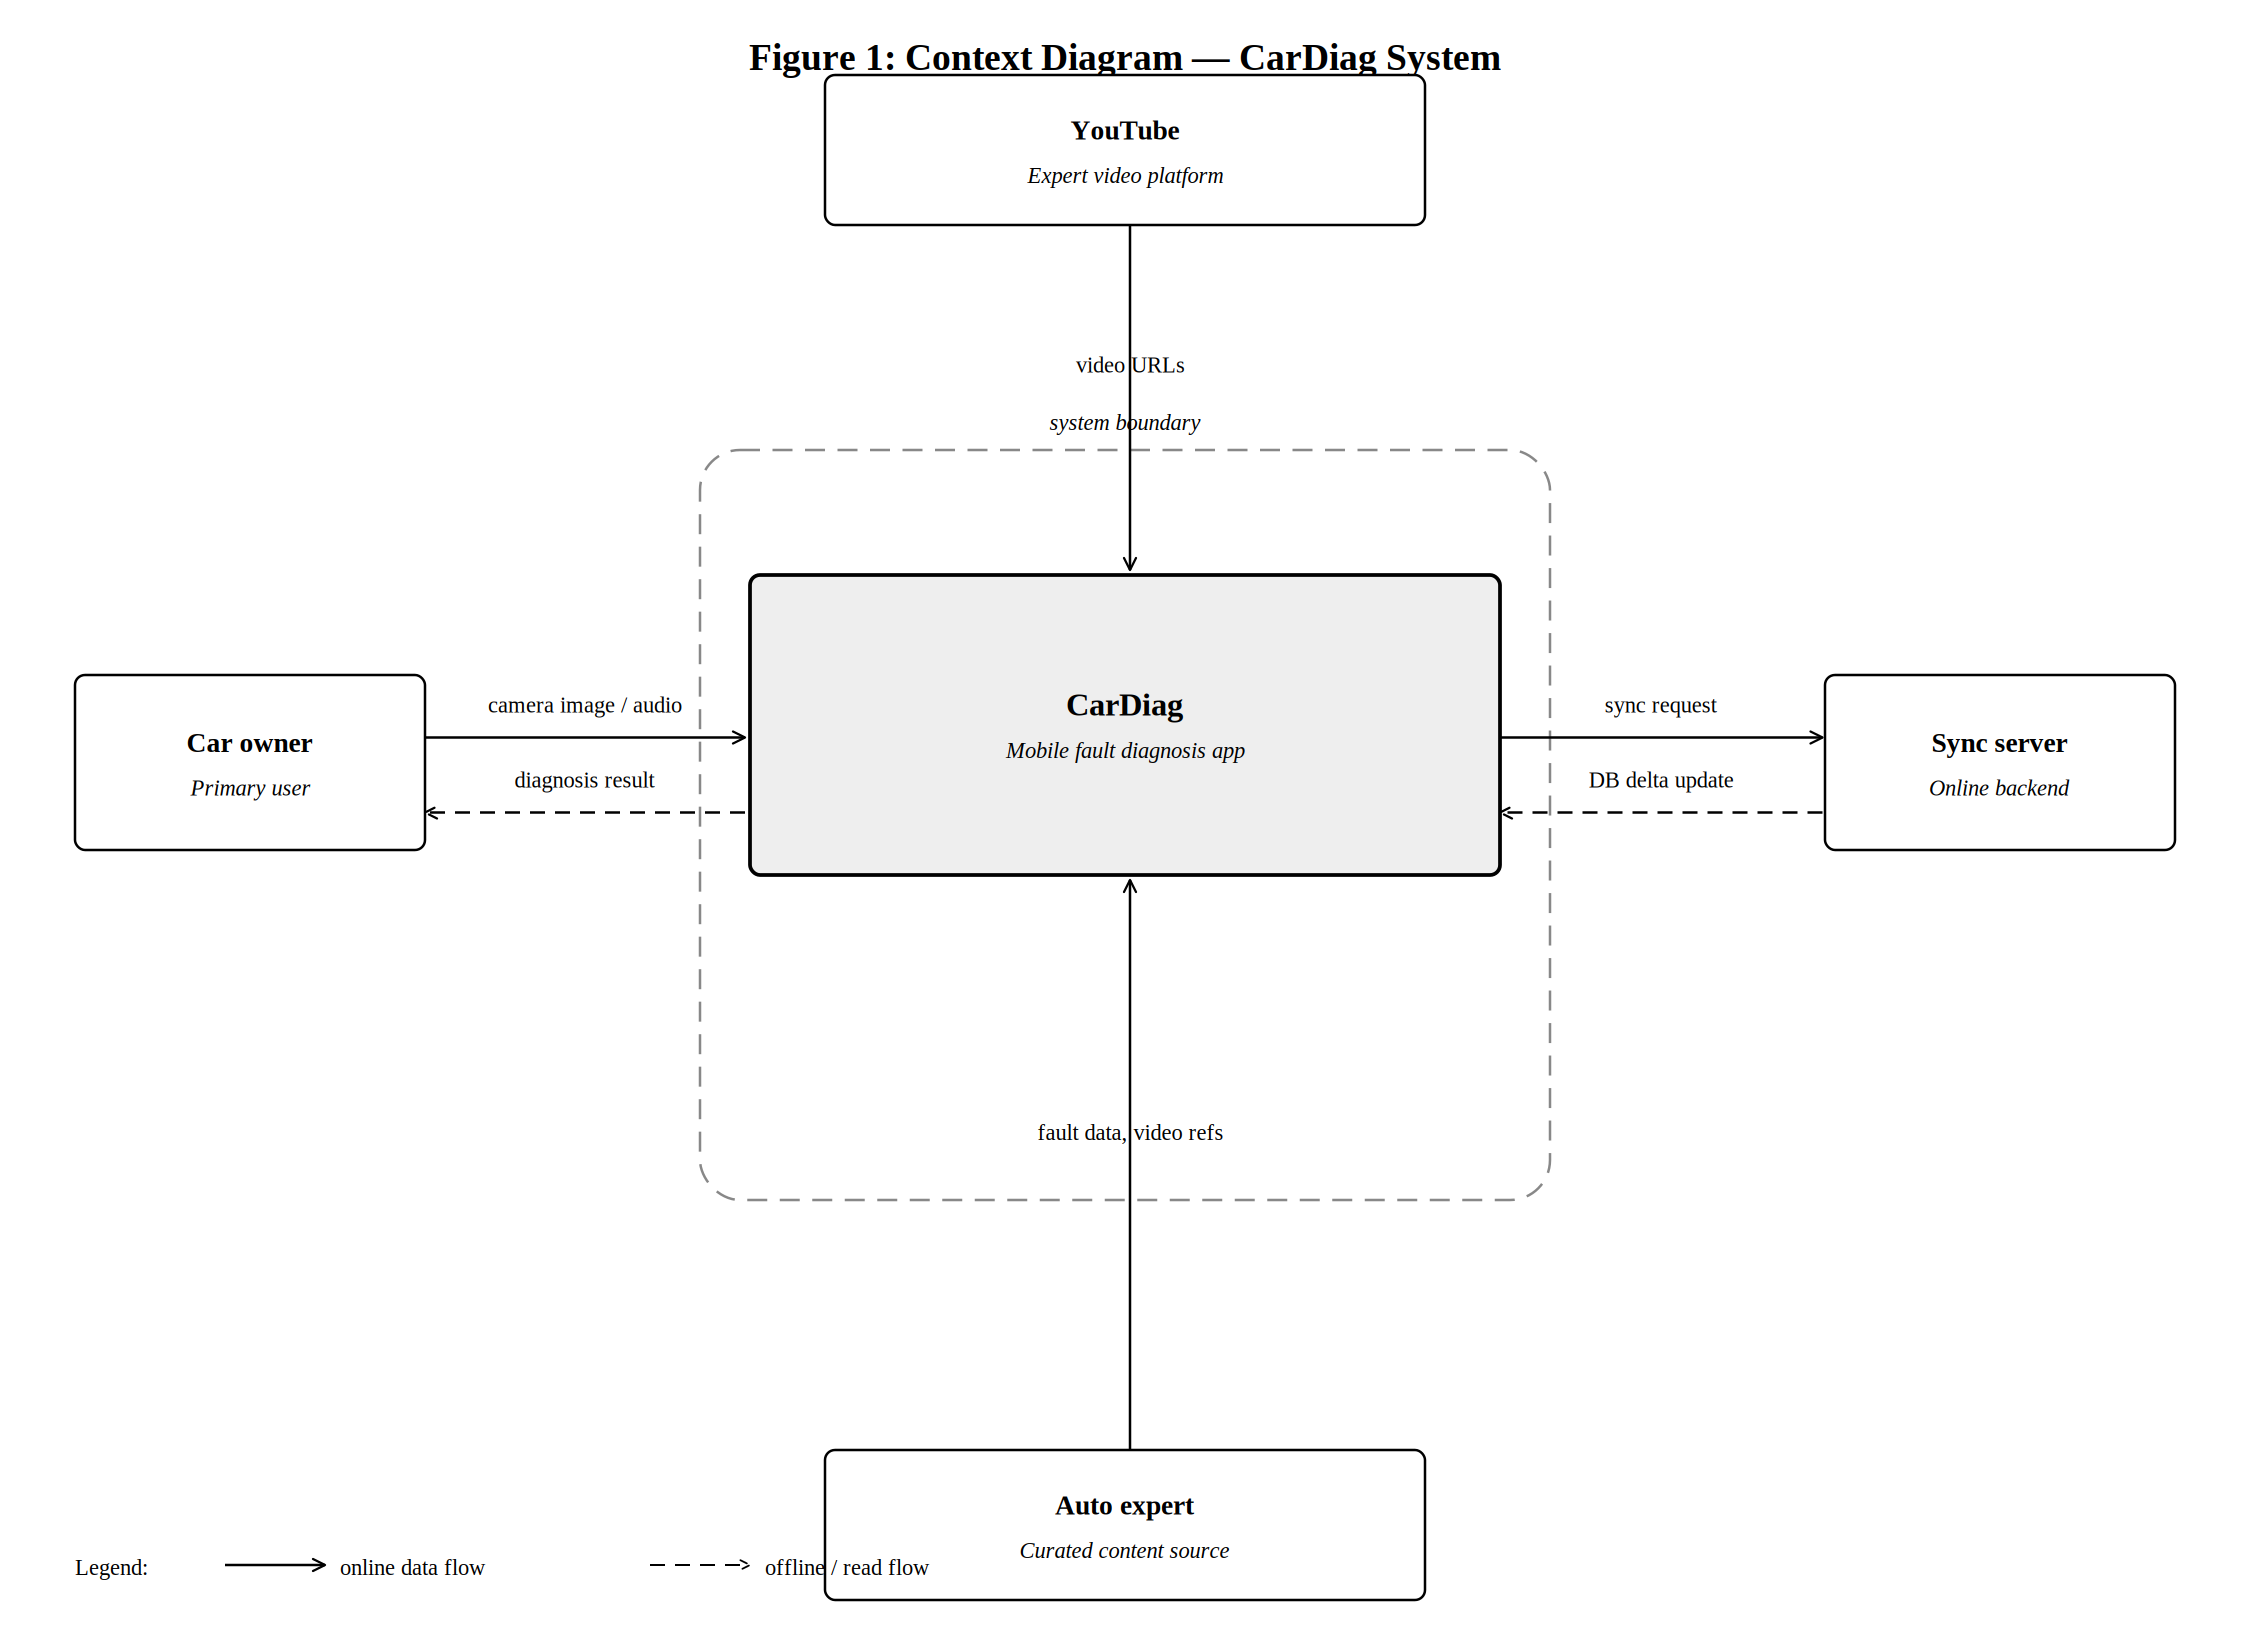 Figure 1: Context Diagram — CarDiag System
YouTube
Expert video platform
video URLs
system boundary
CarDiag
Mobile fault diagnosis app
Car owner
Primary user
camera image / audio
diagnosis result
sync request
DB delta update
Sync server
Online backend
fault data, video refs
Auto expert
Curated content source
Legend:
online data flow
offline / read flow